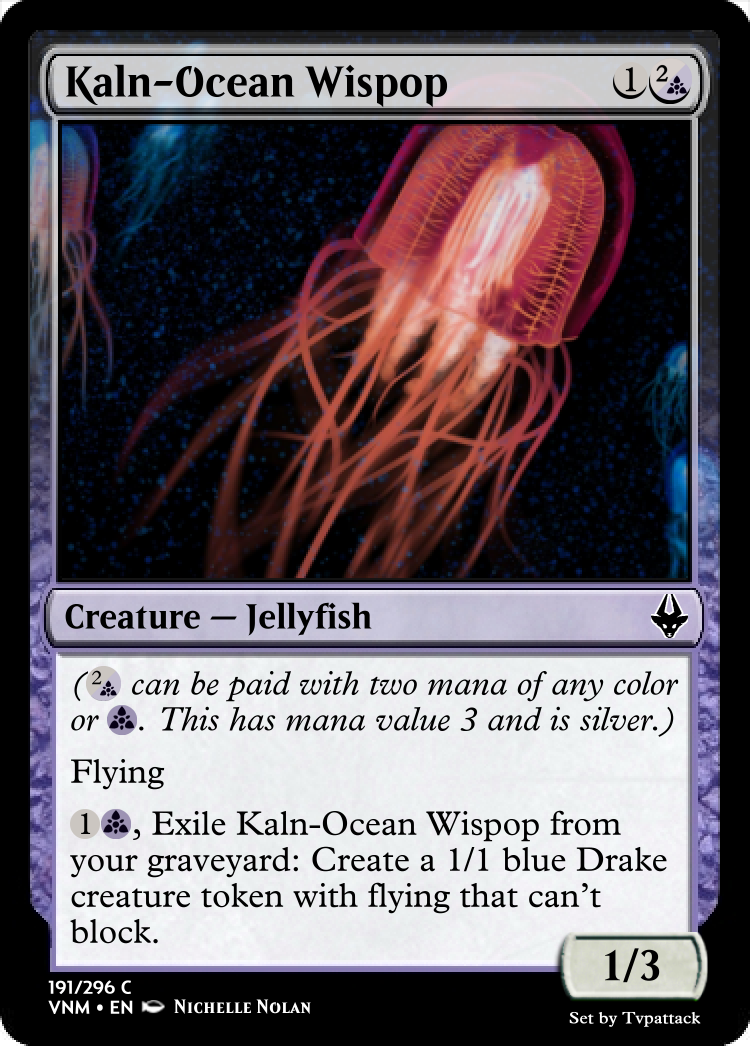 Kaln-Ocean Wispop 1 2
Creature — Jellyfish
(2 can be paid with two mana of any color
or . This has mana value 3 and is silver.)
Flying
1, Exile Kaln-Ocean Wispop from
your graveyard: Create a 1/1 blue Drake
creature token with flying that can't
block.
1/3
191/296 C
VNM • EN Nichelle Nolan
Set by Tvpattack